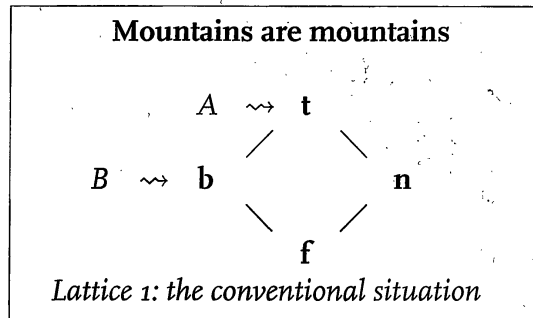 Mountains are mountains
A ⇝ t
B ⇝ b n
f
Lattice 1: the conventional situation